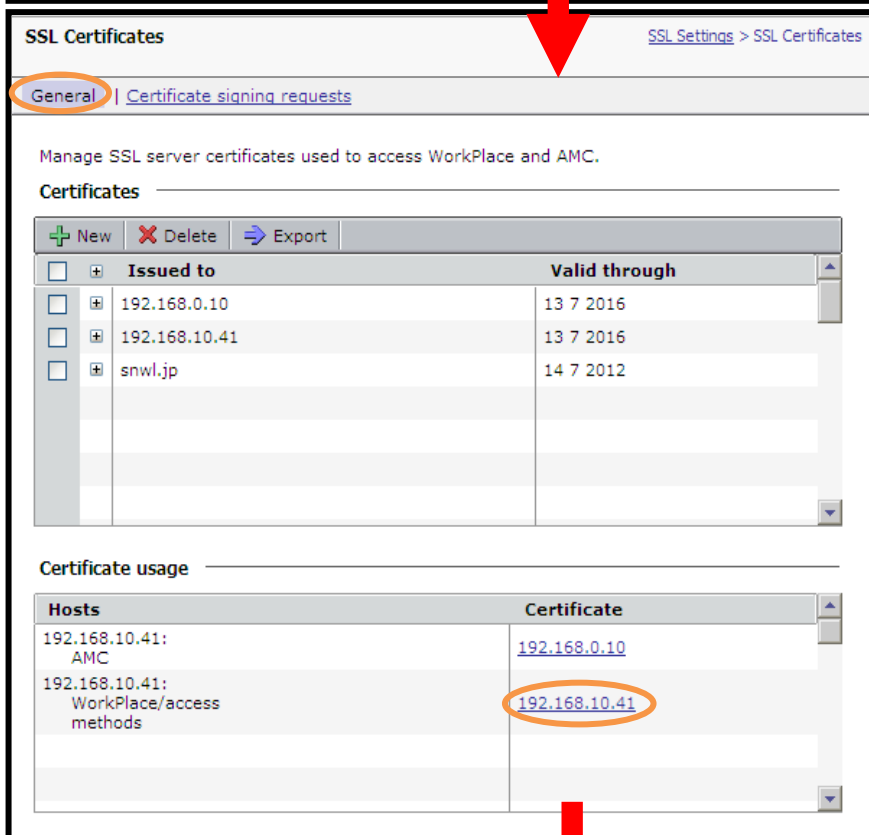 SSL Certificates SSL Settings > SSL Certificates
General | Certificate signing requests
Manage SSL server certificates used to access WorkPlace and AMC.
Certificates
New Delete Export
Issued to Valid through
192.168.0.10 13 7 2016
192.168.10.41 13 7 2016
snwl.jp 14 7 2012
Certificate usage
Hosts Certificate
192.168.10.41:
AMC
192.168.0.10
192.168.10.41:
WorkPlace/access
methods
192.168.10.41